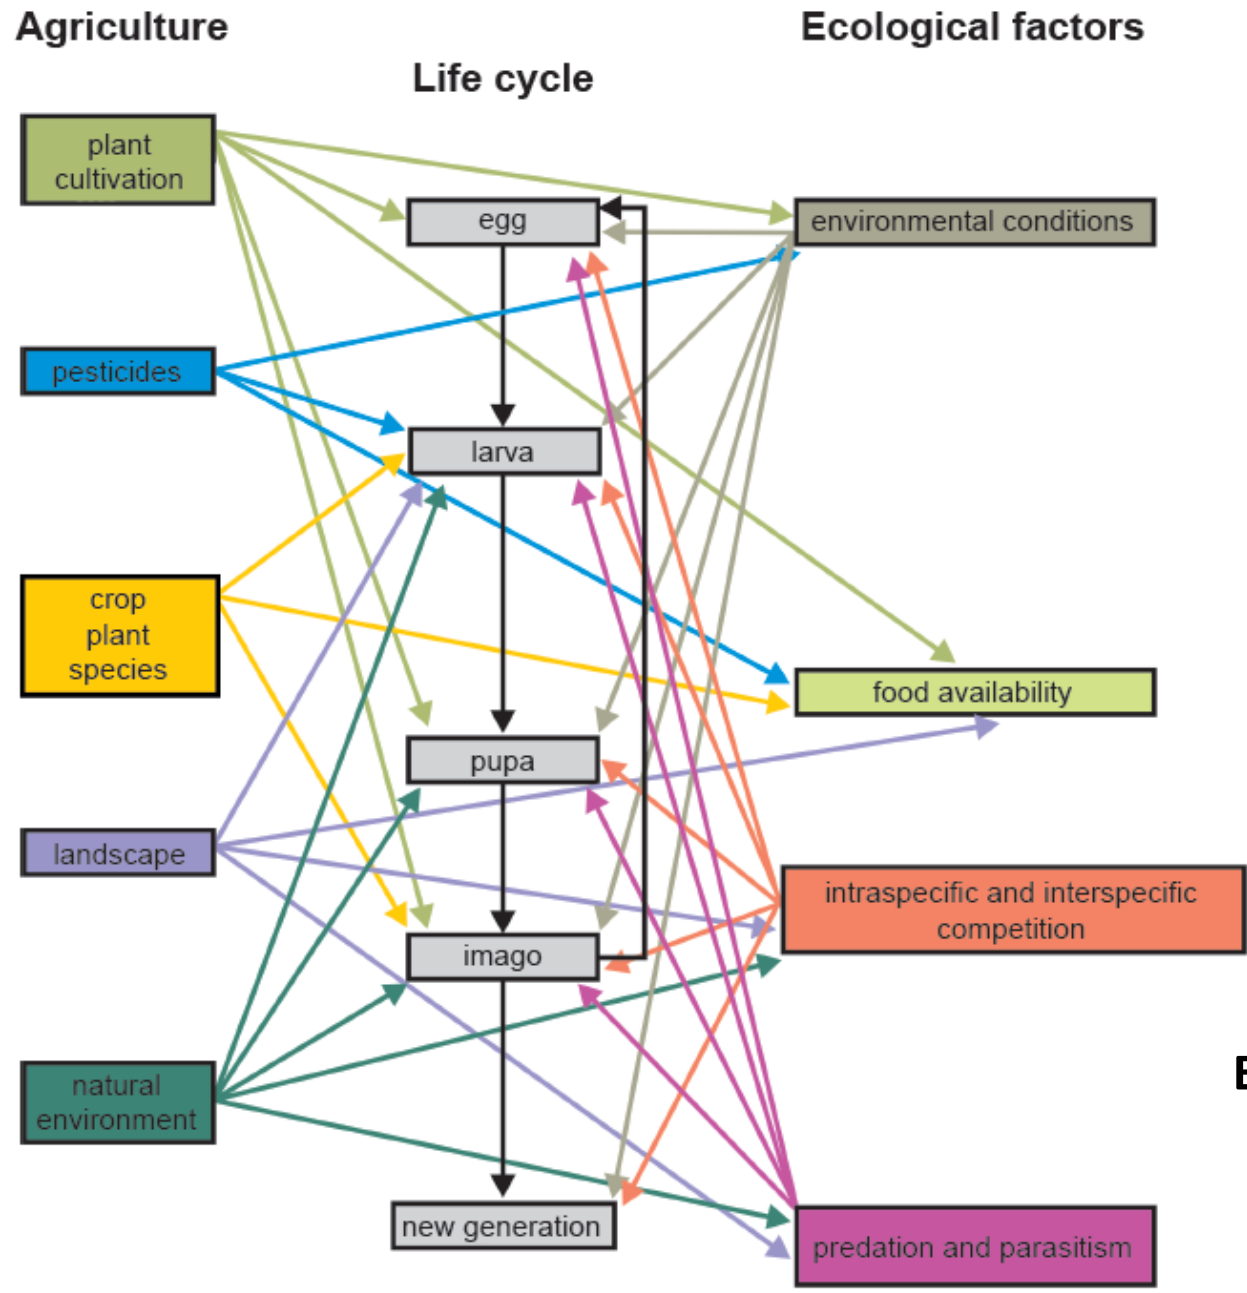 Agriculture
Ecological factors
Life cycle
plant
cultivation
egg
environmental conditions
pesticides
larva
crop
plant
species
food availability
pupa
landscape
intraspecific and interspecific
competition
imago
natural
environment
new generation
predation and parasitism